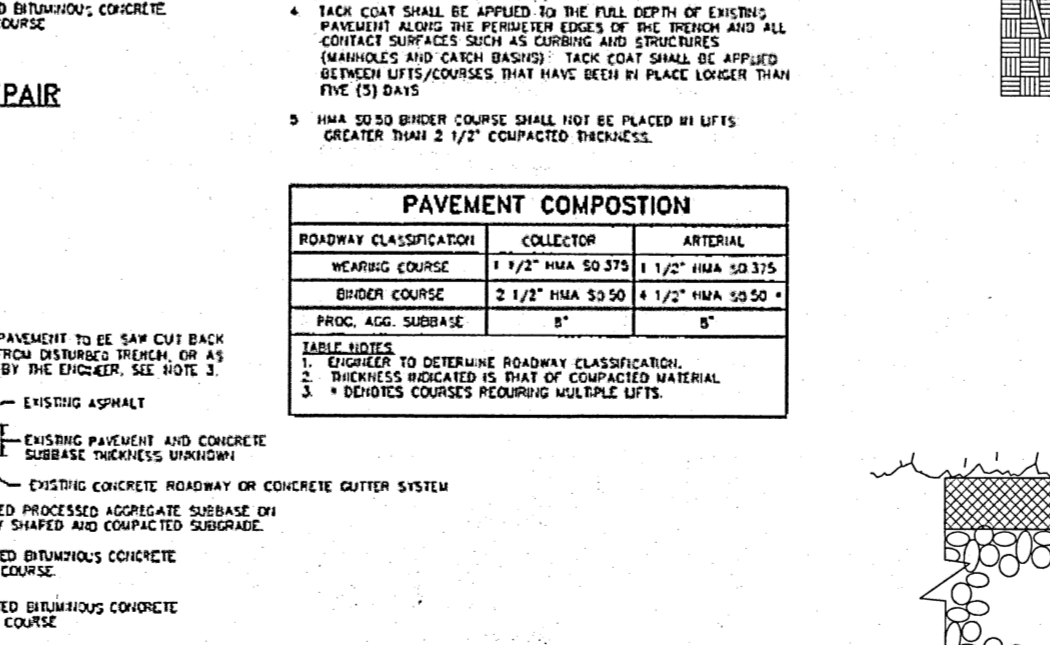 D BITUMINOUS CONCRETE
OURSE
PAIR
4. TACK COAT SHALL BE APPLIED TO THE FULL DEPTH OF EXISTING
PAVEMENT ALONG THE PERIMETER EDGES OF THE TRENCH AND ALL
CONTACT SURFACES SUCH AS CURBING AND STRUCTURES
(MANHOLES AND CATCH BASINS). TACK COAT SHALL BE APPLIED
BETWEEN LIFTS/COURSES THAT HAVE BEEN IN PLACE LONGER THAN
FIVE (5) DAYS
5 HMA S0.50 BINDER COURSE SHALL NOT BE PLACED IN LIFTS
GREATER THAN 2 1/2" COMPACTED THICKNESS.
PAVEMENT COMPOSTION
ROADWAY CLASSIFICATION COLLECTOR ARTERIAL
WEARING COURSE 1 1/2" HMA S0.375 1 1/2" HMA S0.375
BINDER COURSE 2 1/2" HMA S0.50 4 1/2" HMA S0.50 *
PROC. AGG. SUBBASE
TABLE NOTES
1. ENGINEER TO DETERMINE ROADWAY CLASSIFICATION.
2. THICKNESS INDICATED IS THAT OF COMPACTED MATERIAL
3. * DENOTES COURSES REQUIRING MULTIPLE LIFTS.
PAVEMENT TO BE SAW CUT BACK
FROM DISTURBED TRENCH, OR AS
BY THE ENGINEER, SEE NOTE 3.
EXISTING ASPHALT
EXISTING PAVEMENT AND CONCRETE
SUBBASE THICKNESS UNKNOWN
EXISTING CONCRETE ROADWAY OR CONCRETE GUTTER SYSTEM
ED PROCESSED AGGREGATE SUBBASE ON
Y SHAPED AND COMPACTED SUBGRADE.
ED BITUMINOUS CONCRETE
COURSE.
ED BITUMINOUS CONCRETE
COURSE